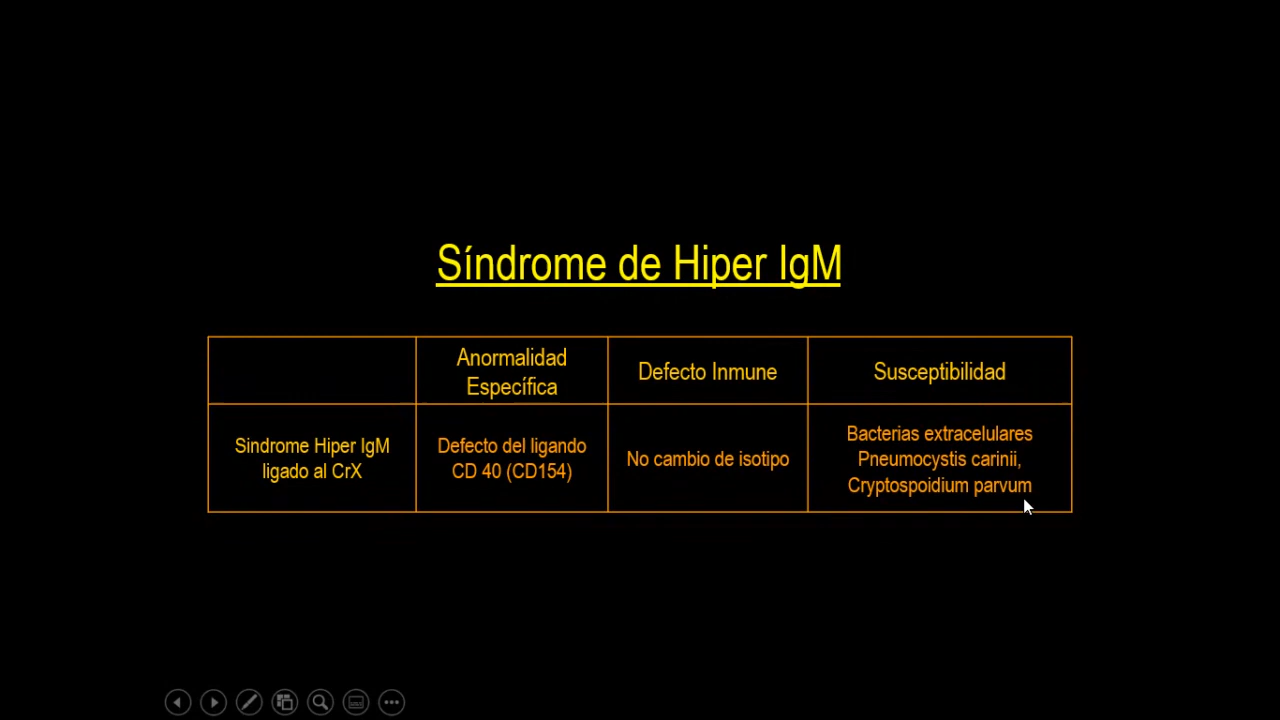 Síndrome de Hiper IgM
Anormalidad
Específica
Defecto Inmune
Susceptibilidad
Sindrome Hiper IgM
ligado al CrX
Defecto del ligando
CD 40 (CD154)
No cambio de isotipo
Bacterias extracelulares
Pneumocystis carinii,
Cryptospoidium parvum